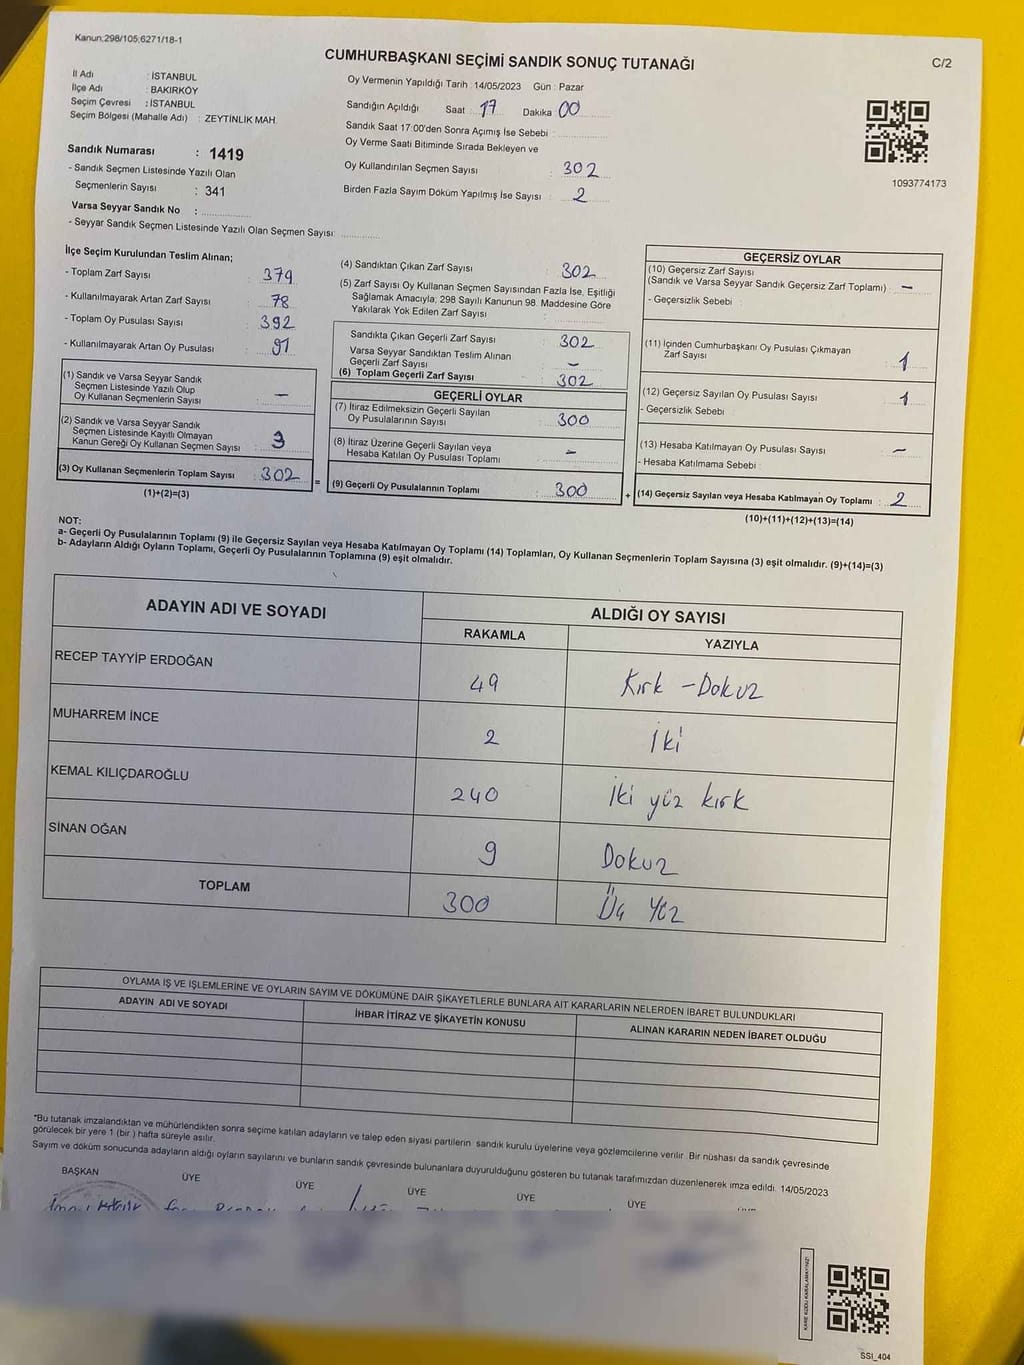 Kanun:298/105;6271/18-1
CUMHURBAŞKANI SEÇİMİ SANDIK SONUÇ TUTANAĞI
C/2
İl Adı : İSTANBUL
İlçe Adı : BAKIRKÖY
Seçim Çevresi : İSTANBUL
Seçim Bölgesi (Mahalle Adı) : ZEYTİNLİK MAH.
Sandık Numarası : 1419
- Sandık Seçmen Listesinde Yazılı Olan
Seçmenlerin Sayısı : 341
Varsa Seyyar Sandık No :
- Seyyar Sandık Seçmen Listesinde Yazılı Olan Seçmen Sayısı:
Oy Vermenin Yapıldığı Tarih : 14/05/2023 Gün : Pazar
Sandığın Açıldığı Saat : 17 Dakika 00
Sandık Saat 17:00'den Sonra Açımış İse Sebebi :
Oy Verme Saati Bitiminde Sırada Bekleyen ve
Oy Kullandırılan Seçmen Sayısı : 302
Birden Fazla Sayım Döküm Yapılmış İse Sayısı : 2
1093774173
İlçe Seçim Kurulundan Teslim Alınan;
- Toplam Zarf Sayısı : 379
- Kullanılmayarak Artan Zarf Sayısı : 78
- Toplam Oy Pusulası Sayısı : 392
- Kullanılmayarak Artan Oy Pusulası : 91
(1) Sandık ve Varsa Seyyar Sandık
Seçmen Listesinde Yazılı Olup
Oy Kullanan Seçmenlerin Sayısı : -
(2) Sandık ve Varsa Seyyar Sandık
Seçmen Listesinde Kayıtlı Olmayan
Kanun Gereği Oy Kullanan Seçmen Sayısı : 3
(3) Oy Kullanan Seçmenlerin Toplam Sayısı : 302
(1)+(2)=(3)
=
(4) Sandıktan Çıkan Zarf Sayısı : 302
(5) Zarf Sayısı Oy Kullanan Seçmen Sayısından Fazla İse, Eşitliği
Sağlamak Amacıyla; 298 Sayılı Kanunun 98. Maddesine Göre
Yakılarak Yok Edilen Zarf Sayısı :
Sandıkta Çıkan Geçerli Zarf Sayısı : 302
Varsa Seyyar Sandıktan Teslim Alınan
Geçerli Zarf Sayısı : -
(6) Toplam Geçerli Zarf Sayısı : 302
GEÇERLİ OYLAR
(7) İtiraz Edilmeksizin Geçerli Sayılan
Oy Pusulalarının Sayısı : 300
(8) İtiraz Üzerine Geçerli Sayılan veya
Hesaba Katılan Oy Pusulası Toplamı : -
(9) Geçerli Oy Pusulalarının Toplamı : 300
+
GEÇERSİZ OYLAR
(10) Geçersiz Zarf Sayısı
(Sandık ve Varsa Seyyar Sandık Geçersiz Zarf Toplamı) : -
- Geçersizlik Sebebi :
(11) İçinden Cumhurbaşkanı Oy Pusulası Çıkmayan
Zarf Sayısı : 1
(12) Geçersiz Sayılan Oy Pusulası Sayısı : 1
- Geçersizlik Sebebi :
(13) Hesaba Katılmayan Oy Pusulası Sayısı : -
- Hesaba Katılmama Sebebi :
(14) Geçersiz Sayılan veya Hesaba Katılmayan Oy Toplamı : 2
(10)+(11)+(12)+(13)=(14)
NOT:
a- Geçerli Oy Pusulalarının Toplamı (9) ile Geçersiz Sayılan veya Hesaba Katılmayan Oy Toplamı (14) Toplamları, Oy Kullanan Seçmenlerin Toplam Sayısına (3) eşit olmalıdır. (9)+(14)=(3)
b- Adayların Aldığı Oyların Toplamı, Geçerli Oy Pusulalarının Toplamına (9) eşit olmalıdır.
ADAYIN ADI VE SOYADI ALDIĞI OY SAYISI
RAKAMLA YAZIYLA
RECEP TAYYİP ERDOĞAN 49 Kırk - Dokuz
MUHARREM İNCE 2 İki
KEMAL KILIÇDAROĞLU 240 İki yüz kırk
SİNAN OĞAN 9 Dokuz
TOPLAM 300 Üç Yüz
OYLAMA İŞ VE İŞLEMLERİNE VE OYLARIN SAYIM VE DÖKÜMÜNE DAİR ŞİKAYETLERLE BUNLARA AİT KARARLARIN NELERDEN İBARET BULUNDUKLARI
ADAYIN ADI VE SOYADI İHBAR İTİRAZ VE ŞİKAYETİN KONUSU ALINAN KARARIN NEDEN İBARET OLDUĞU
*Bu tutanak imzalandıktan ve mühürlendikten sonra seçime katılan adayların ve talep eden siyasi partilerin sandık kurulu üyelerine veya gözlemcilerine verilir. Bir nüshası da sandık çevresinde
görülecek bir yere 1 (bir ) hafta süreyle asılır.
Sayım ve döküm sonucunda adayların aldığı oyların sayılarını ve bunların sandık çevresinde bulunanlara duyurulduğunu gösteren bu tutanak tarafımızdan düzenlenerek imza edildi. 14/05/2023
BAŞKAN ÜYE ÜYE ÜYE ÜYE ÜYE
KARE KODU KARALAMAYINIZ!
SSİ_404